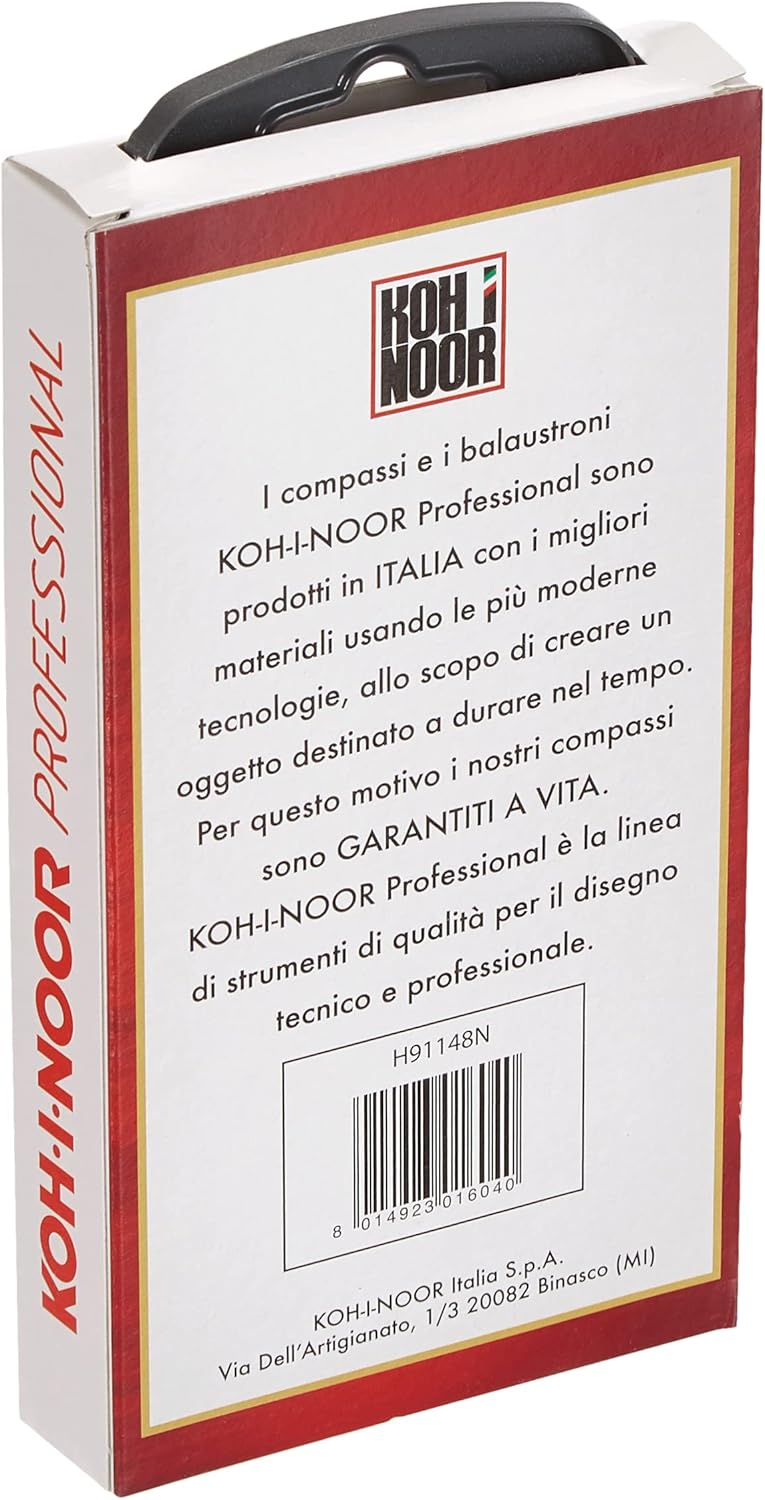 KOH-I-NOOR PROFESSIONAL
KOH I
NOOR
I compassi e i balaustroni
KOH-I-NOOR Professional sono
prodotti in ITALIA con i migliori
materiali usando le più moderne
tecnologie, allo scopo di creare un
oggetto destinato a durare nel tempo.
Per questo motivo i nostri compassi
sono GARANTITI A VITA.
KOH-I-NOOR Professional è la linea
di strumenti di qualità per il disegno
tecnico e professionale.
H91148N
8 014923 016040
KOH-I-NOOR Italia S.p.A.
Via Dell'Artigianato, 1/3 20082 Binasco (MI)